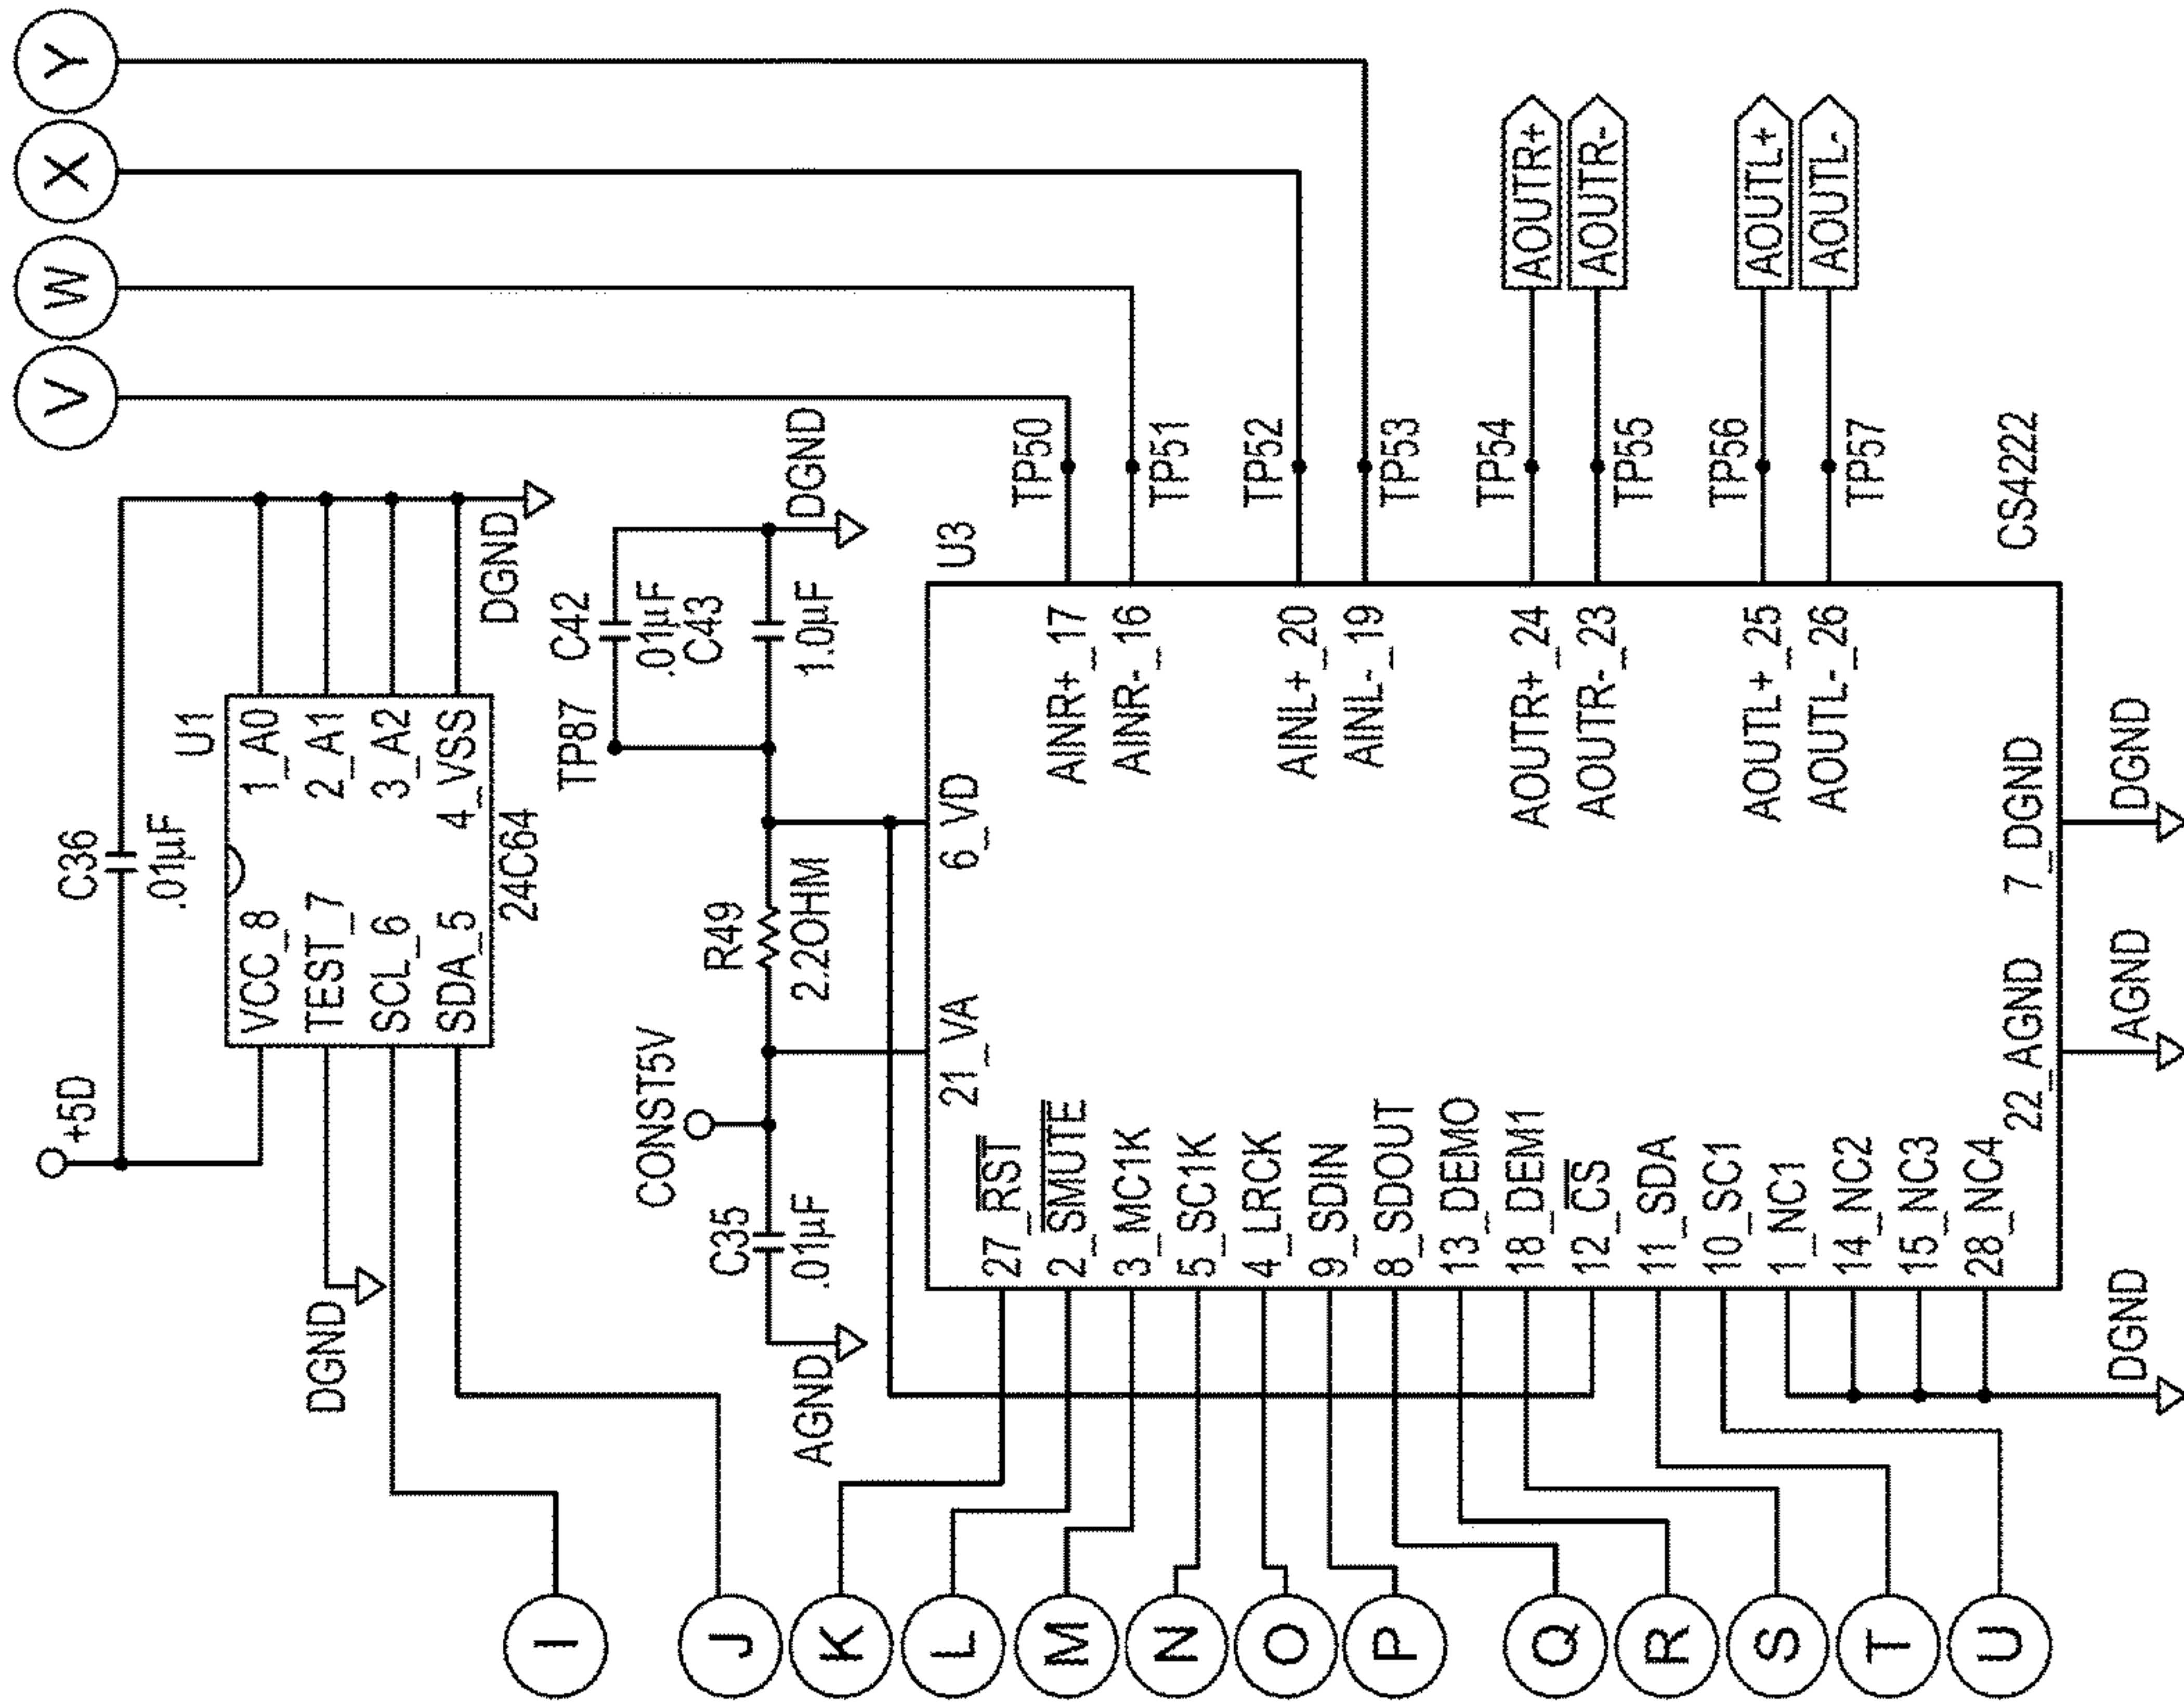 Y
X
W
V
+5D
C36
.01µF
U1
VCC_8
TEST_7
SCL_6
SDA_5
1_A0
2_A1
3_A2
4_VSS
24C64
DGND
DGND
CONST5V
C35
.01µF
AGND
R49
2.2OHM
TP87
C42
.01µF
C43
1.0µF
DGND
U3
21_VA
6_VD
27_RST
2_SMUTE
3_MC1K
5_SC1K
4_LRCK
9_SDIN
8_SDOUT
13_DEMO
18_DEM1
12_CS
11_SDA
10_SC1
1_NC1
14_NC2
15_NC3
28_NC4
AINR+_17
AINR-_16
AINL+_20
AINL-_19
AOUTR+_24
AOUTR-_23
AOUTL+_25
AOUTL-_26
22_AGND
7_DGND
TP50
TP51
TP52
TP53
TP54
TP55
TP56
TP57
AOUTR+
AOUTR-
AOUTL+
AOUTL-
CS4222
DGND
AGND
DGND
I
J
K
L
M
N
O
P
Q
R
S
T
U